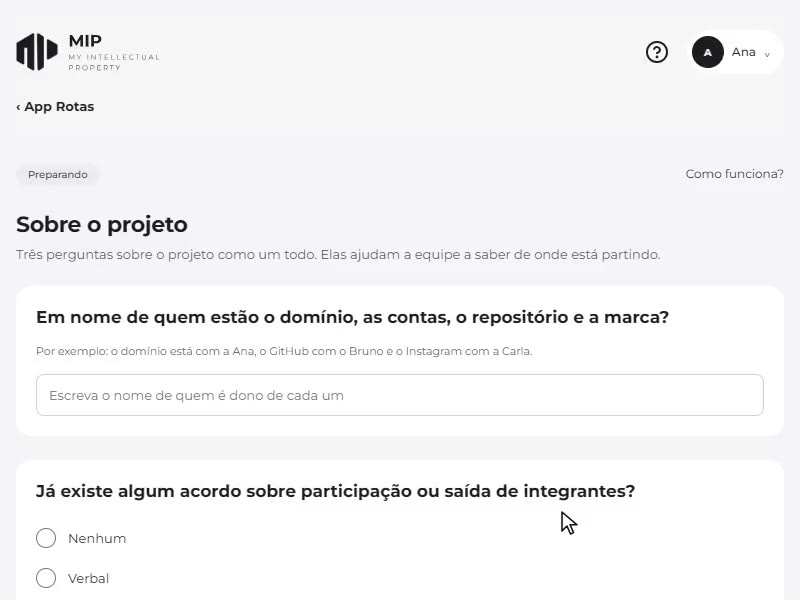 MIP
MY INTELLECTUAL
PROPERTY
A
Ana
‹ App Rotas
Preparando
Como funciona?
Sobre o projeto
Três perguntas sobre o projeto como um todo. Elas ajudam a equipe a saber de onde está partindo.
Em nome de quem estão o domínio, as contas, o repositório e a marca?
Por exemplo: o domínio está com a Ana, o GitHub com o Bruno e o Instagram com a Carla.
Escreva o nome de quem é dono de cada um
Já existe algum acordo sobre participação ou saída de integrantes?
Nenhum
Verbal